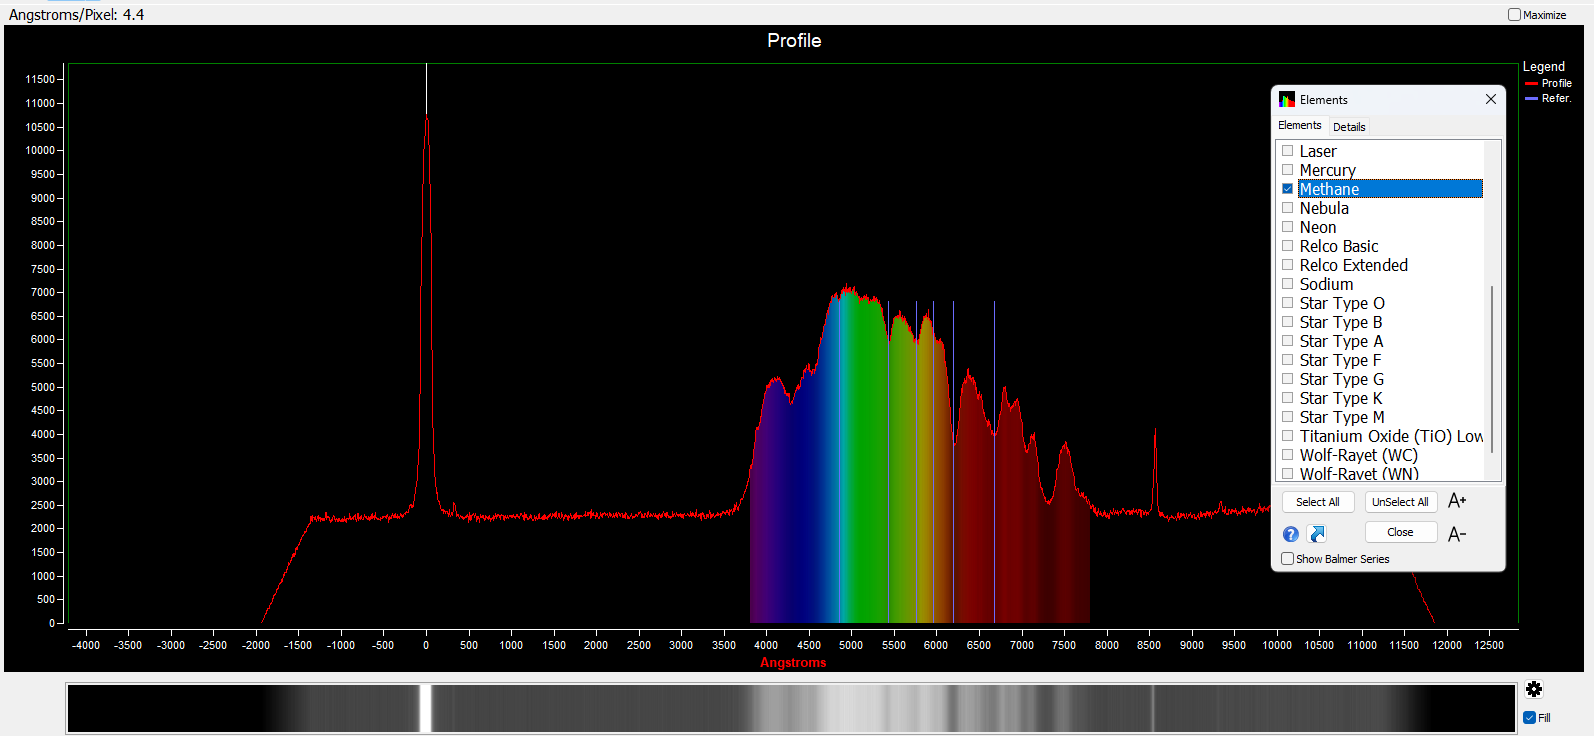 Angstroms/Pixel: 4.4
Maximize
Profile
11500
11000
10500
10000
9500
9000
8500
8000
7500
7000
6500
6000
5500
5000
4500
4000
3500
3000
2500
2000
1500
1000
500
0
-4000 -3500 -3000 -2500 -2000 -1500 -1000 -500 0 500 1000 1500 2000 2500 3000 3500 4000 4500 5000 5500 6000 6500 7000 7500 8000 8500 9000 9500 10000 10500 11000 11500 12000 12500
Angstroms
Legend
Profile
Refer.
Elements
Elements Details
Laser
Mercury
Methane
Nebula
Neon
Relco Basic
Relco Extended
Sodium
Star Type O
Star Type B
Star Type A
Star Type F
Star Type G
Star Type K
Star Type M
Titanium Oxide (TiO) Low
Wolf-Rayet (WC)
Wolf-Rayet (WN)
Select All UnSelect All A+
? Close A-
Show Balmer Series
Fill